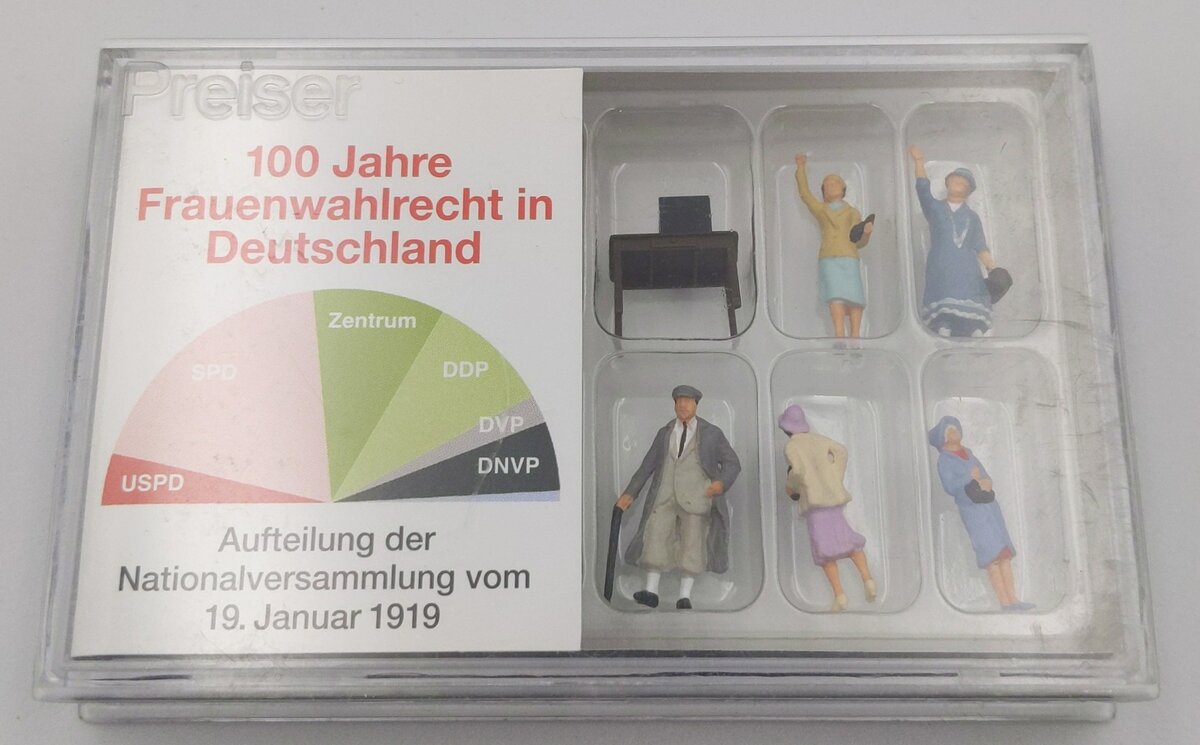 Preiser
100 Jahre
Frauenwahlrecht in
Deutschland
Zentrum
SPD
DDP
DVP
DNVP
USPD
Aufteilung der
Nationalversammlung vom
19. Januar 1919